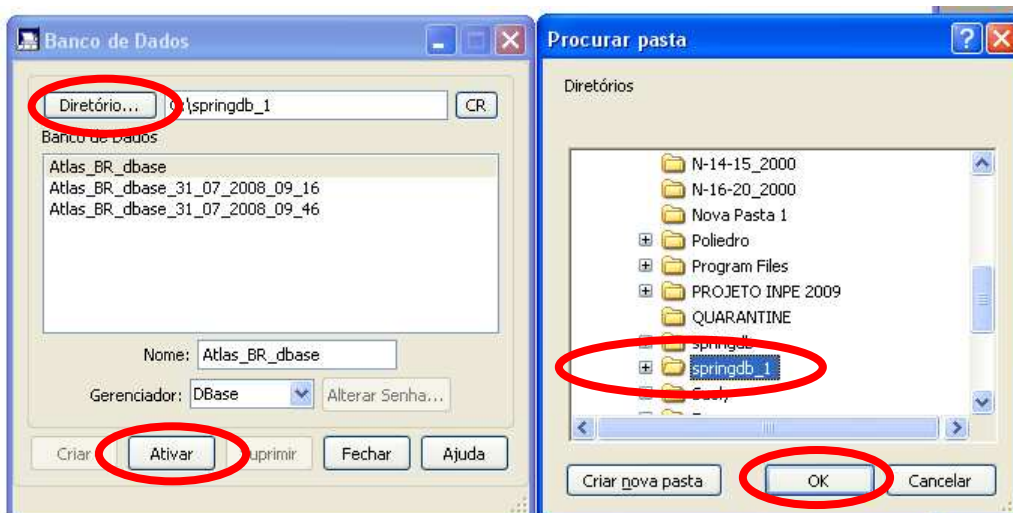 Banco de Dados
Diretório... C:\springdb_1 CR
Banco de Dados
Atlas_BR_dbase
Atlas_BR_dbase_31_07_2008_09_16
Atlas_BR_dbase_31_07_2008_09_46
Nome: Atlas_BR_dbase
Gerenciador: DBase Alterar Senha...
Criar Ativar Suprimir Fechar Ajuda
Procurar pasta
Diretórios
N-14-15_2000
N-16-20_2000
Nova Pasta 1
Poliedro
Program Files
PROJETO INPE 2009
QUARANTINE
springdb
springdb_1
Criar nova pasta OK Cancelar